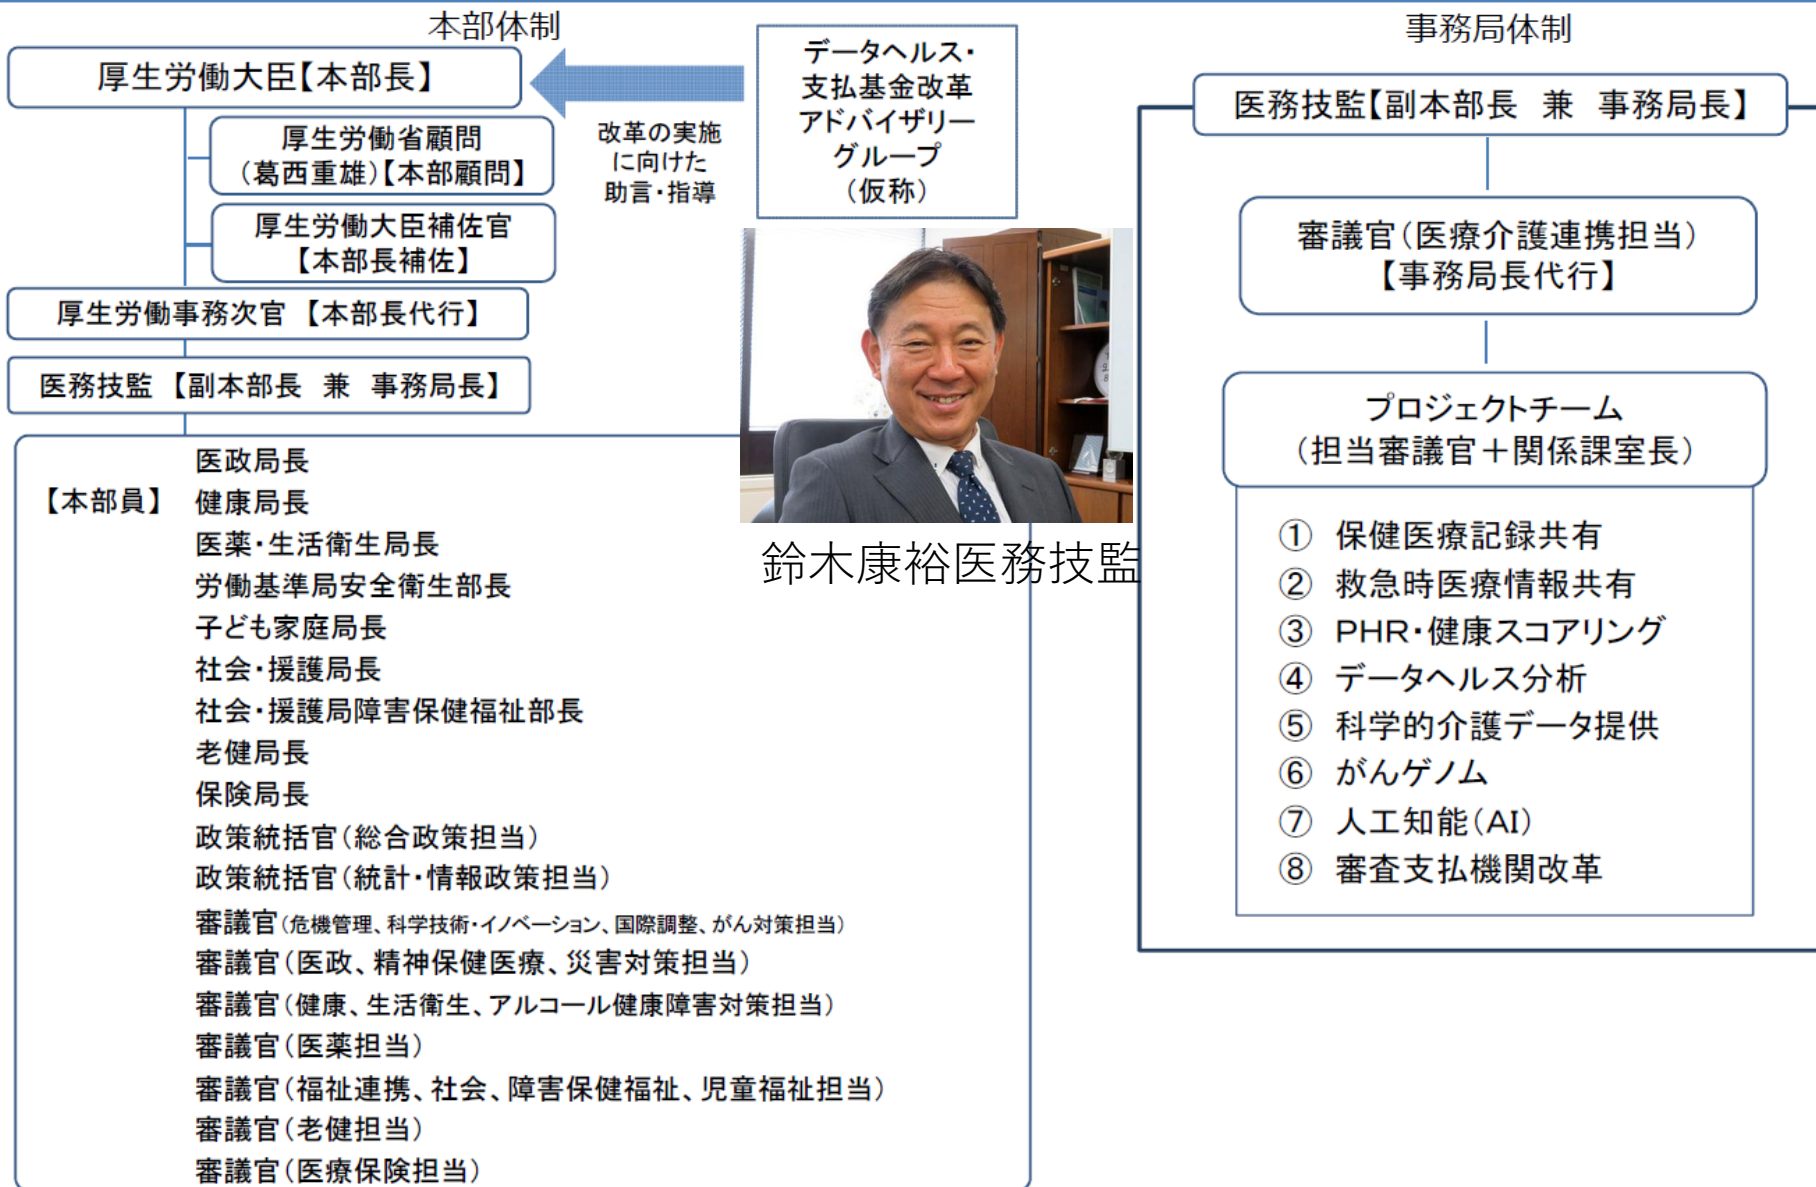 本部体制
厚生労働大臣【本部長】
厚生労働省顧問
（葛西重雄）【本部顧問】
厚生労働大臣補佐官
【本部長補佐】
厚生労働事務次官 【本部長代行】
医務技監 【副本部長 兼 事務局長】
改革の実施
に向けた
助言・指導
データヘルス・
支払基金改革
アドバイザリー
グループ
（仮称）
鈴木康裕医務技監
【本部員】
医政局長
健康局長
医薬・生活衛生局長
労働基準局安全衛生部長
子ども家庭局長
社会・援護局長
社会・援護局障害保健福祉部長
老健局長
保険局長
政策統括官（総合政策担当）
政策統括官（統計・情報政策担当）
審議官（危機管理、科学技術・イノベーション、国際調整、がん対策担当）
審議官（医政、精神保健医療、災害対策担当）
審議官（健康、生活衛生、アルコール健康障害対策担当）
審議官（医薬担当）
審議官（福祉連携、社会、障害保健福祉、児童福祉担当）
審議官（老健担当）
審議官（医療保険担当）
事務局体制
医務技監【副本部長 兼 事務局長】
審議官（医療介護連携担当）
【事務局長代行】
プロジェクトチーム
（担当審議官＋関係課室長）
① 保健医療記録共有
② 救急時医療情報共有
③ PHR・健康スコアリング
④ データヘルス分析
⑤ 科学的介護データ提供
⑥ がんゲノム
⑦ 人工知能（AI）
⑧ 審査支払機関改革